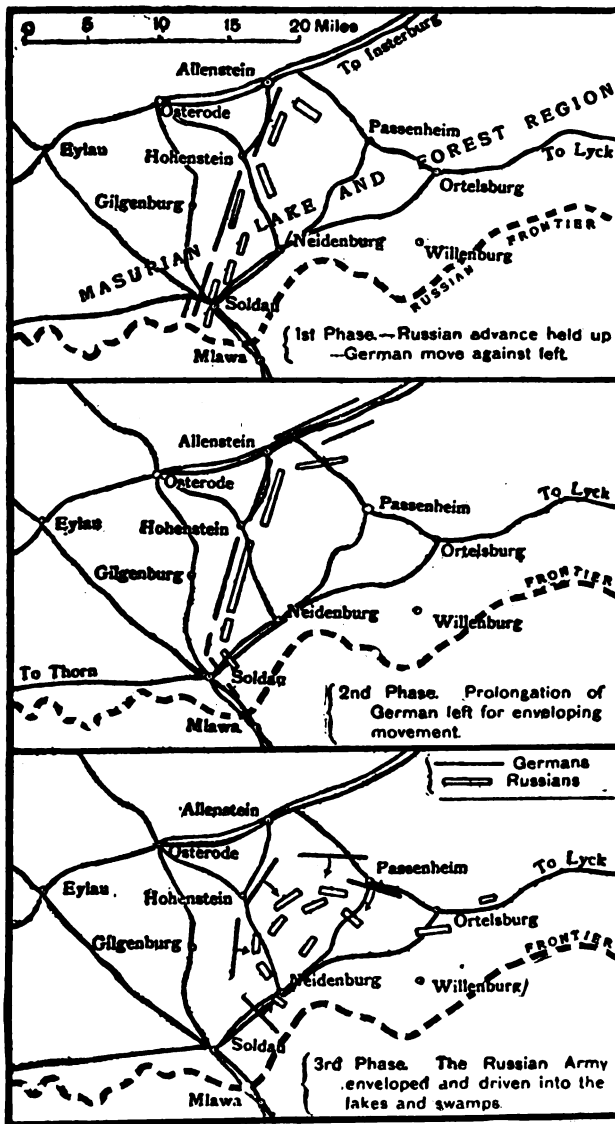 0 5 10 15 20 Miles
Allenstein
To Insterburg
Osterode
Passenheim
Eylau
Hohenstein
To Lyck
MASURIAN LAKE AND FOREST REGION
Gilgenburg
Ortelsburg
Neidenburg
Willenburg
RUSSIAN FRONTIER
Soldau
Mlawa
1st Phase.—Russian advance held up
—German move against left.
Allenstein
Osterode
To Lyck
Eylau
Hohenstein
Passenheim
Ortelsburg
Gilgenburg
FRONTIER
Neidenburg
Willenburg
To Thorn
Soldau
Mlawa
2nd Phase. Prolongation of
German left for enveloping
movement.
Germans
Russians
Allenstein
Osterode
Passenheim
To Lyck
Eylau
Hohenstein
Ortelsburg
Gilgenburg
FRONTIER
Neidenburg
Willenburg
Soldau
Mlawa
3rd Phase. The Russian Army
enveloped and driven into the
lakes and swamps.